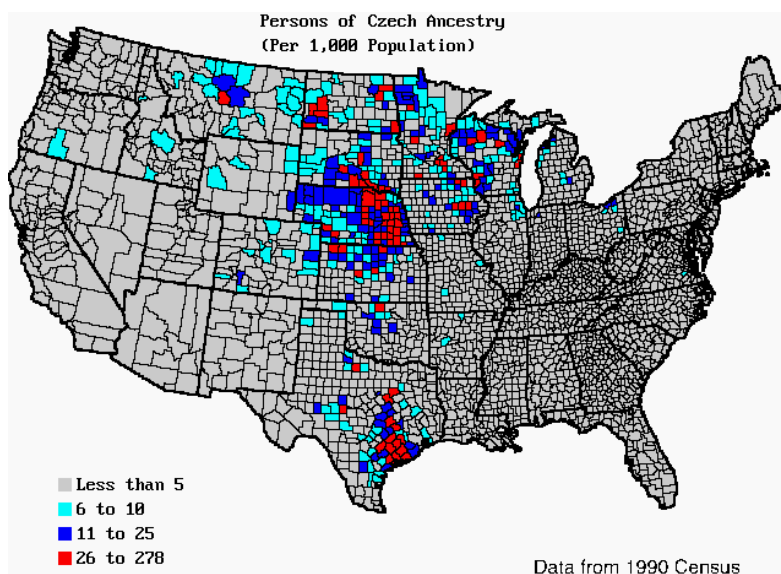 Persons of Czech Ancestry
(Per 1,000 Population)
Less than 5
6 to 10
11 to 25
26 to 278
Data from 1990 Census